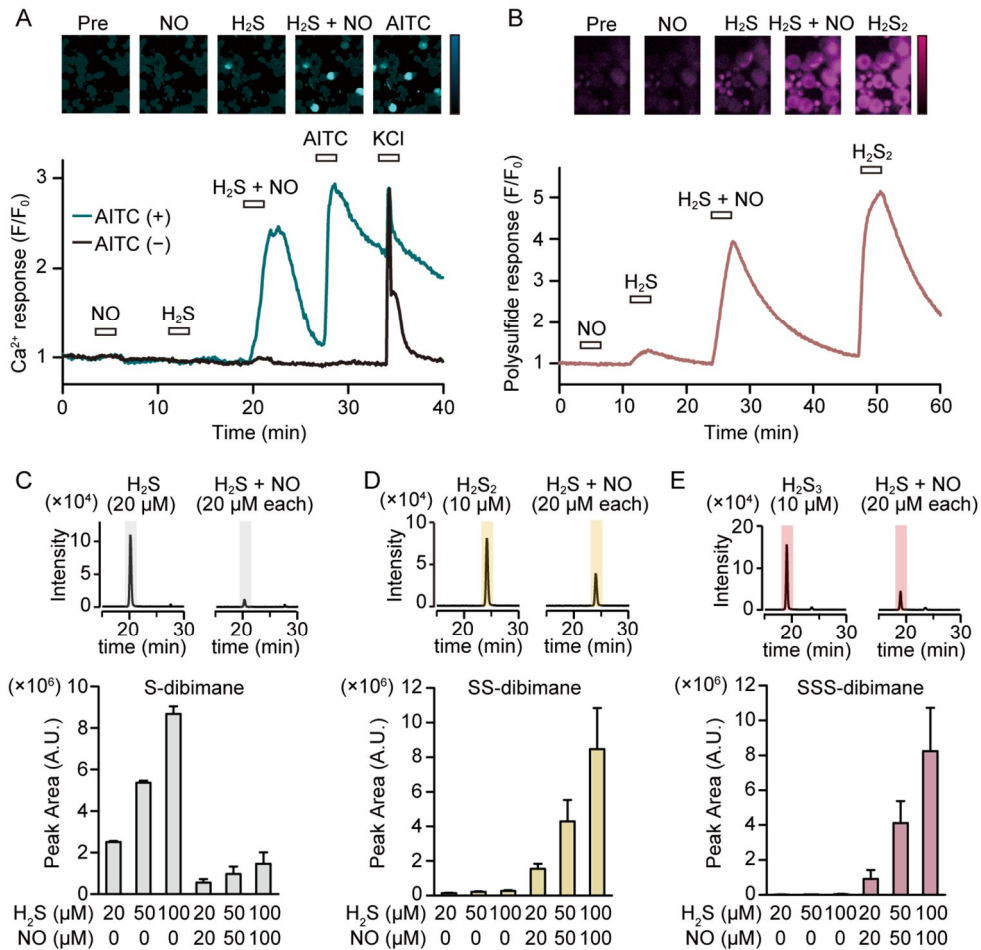 A
Pre NO H₂S H₂S + NO AITC
Ca²⁺ response (F/F₀)
3
2
1
AITC (+)
AITC (−)
NO
H₂S
H₂S + NO
AITC
KCl
0 10 20 30 40
Time (min)
B
Pre NO H₂S H₂S + NO H₂S₂
Polysulfide response (F/F₀)
5
4
3
2
1
NO
H₂S
H₂S + NO
H₂S₂
0 10 20 30 40 50 60
Time (min)
C
H₂S H₂S + NO
(×10⁴) (20 µM) (20 µM each)
Intensity
10
5
0
20 30 20 30
time (min) time (min)
(×10⁶) S-dibimane
Peak Area (A.U.)
10
8
6
4
2
0
H₂S (µM) 20 50 100 20 50 100
NO (µM) 0 0 0 20 50 100
D
H₂S₂ H₂S + NO
(×10⁴) (10 µM) (20 µM each)
Intensity
10
5
0
20 30 20 30
time (min) time (min)
(×10⁶) SS-dibimane
Peak Area (A.U.)
12
10
8
6
4
2
0
H₂S (µM) 20 50 100 20 50 100
NO (µM) 0 0 0 20 50 100
E
H₂S₃ H₂S + NO
(×10⁴) (10 µM) (20 µM each)
Intensity
20
10
0
20 30 20 30
time (min) time (min)
(×10⁶) SSS-dibimane
Peak Area (A.U.)
12
10
8
6
4
2
0
H₂S (µM) 20 50 100 20 50 100
NO (µM) 0 0 0 20 50 100